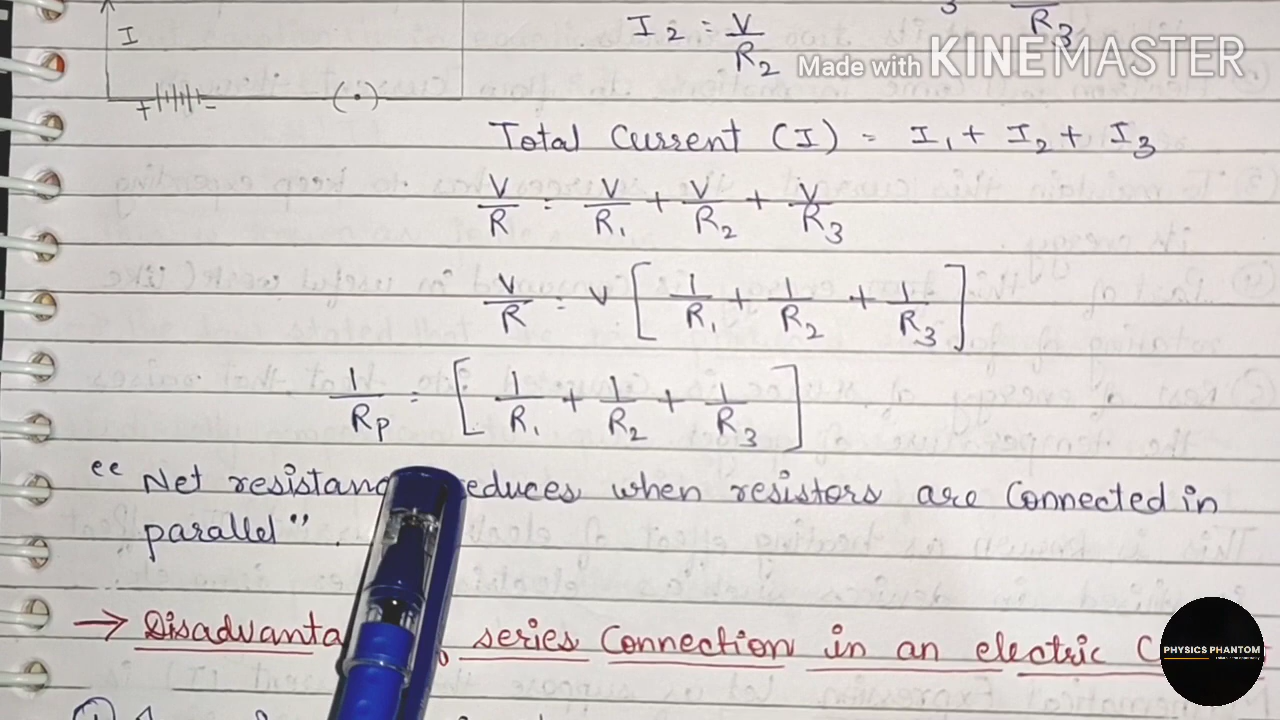 I
I2 = V/R2
3 R3
Made with KINEMASTER
+ -
Total Current (I) = I1 + I2 + I3
V/R = V/R1 + V/R2 + V/R3
V/R = V [ 1/R1 + 1/R2 + 1/R3 ]
1/Rp = [ 1/R1 + 1/R2 + 1/R3 ]
“ Net reduces when resistors are connected in
parallel”.
→ series Connection in an electric
PHYSICS PHANTOM